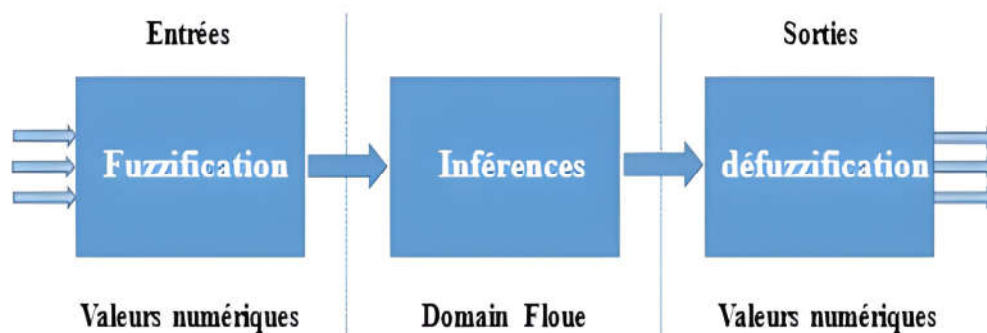 Entrées
Sorties
Fuzzification
Inférences
défuzzification
Valeurs numériques
Domain Floue
Valeurs numériques